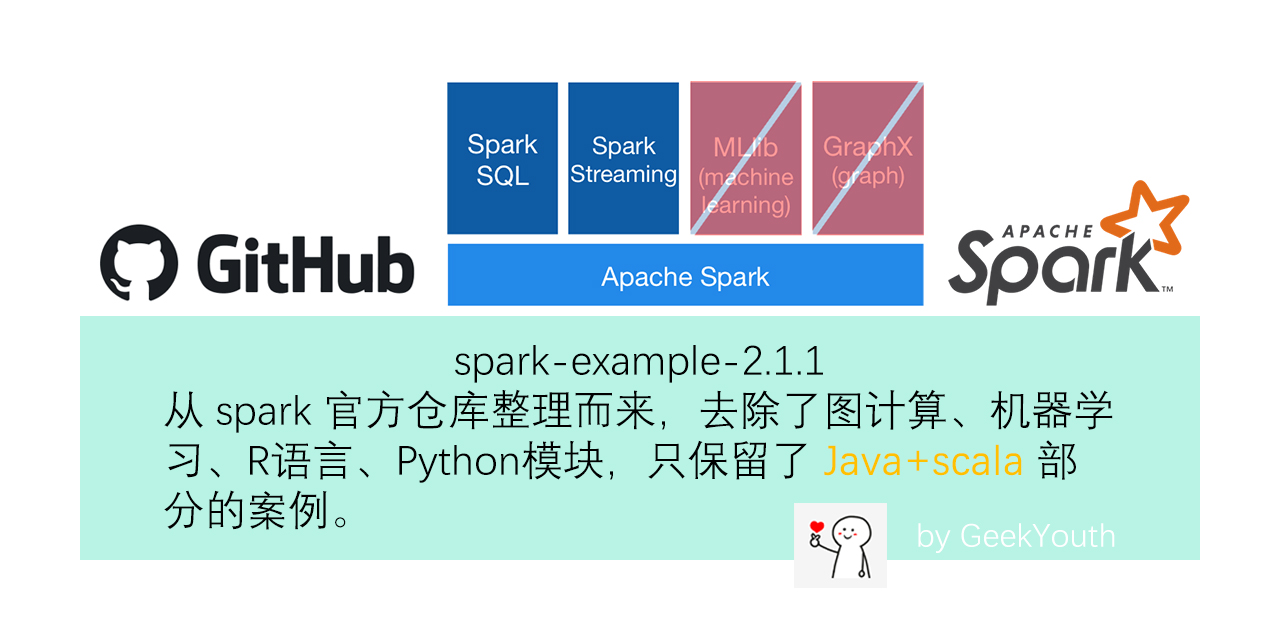 Spark
SQL
Spark
Streaming
MLlib
(machine
learning)
GraphX
(graph)
GitHub
Apache Spark
APACHE
Spark™
spark-example-2.1.1
从 spark 官方仓库整理而来，去除了图计算、机器学
习、R语言、Python模块，只保留了 Java+scala 部
分的案例。
by GeekYouth